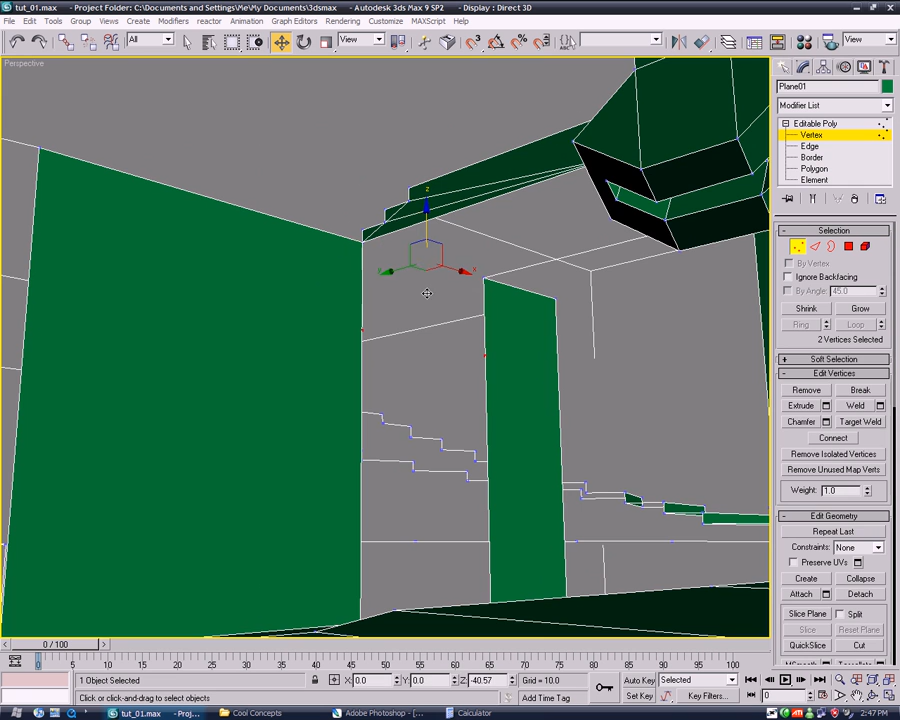 tut_01.max - Project Folder: C:\Documents and Settings\Me\My Documents\3dsmax - Autodesk 3ds Max 9 SP2 - Display : Direct 3D
File Edit Tools Group Views Create Modifiers reactor Animation Graph Editors Rendering Customize MAXScript Help
All View View
Perspective
Plane01
Modifier List
Editable Poly
Vertex
Edge
Border
Polygon
Element
Selection
By Vertex
Ignore Backfacing
By Angle: 45.0
Shrink Grow
Ring Loop
2 Vertices Selected
Soft Selection
Edit Vertices
Remove Break
Extrude Weld
Chamfer Target Weld
Connect
Remove Isolated Vertices
Remove Unused Map Verts
Weight: 1.0
Edit Geometry
Repeat Last
Constraints: None
Preserve UVs
Create Collapse
Attach Detach
Slice Plane Split
Slice Reset Plane
QuickSlice Cut
z
x
0 / 100
0 5 10 15 20 25 30 35 40 45 50 55 60 65 70 75 80 85 90 95 100
1 Object Selected X: 0.0 Y: 0.0 Z: -40.57 Grid = 10.0 Auto Key Selected
Click or click-and-drag to select objects Add Time Tag Set Key Key Filters... 0
start tut_01.max - Proj... Cool Concepts Adobe Photoshop - [... Calculator 2:47 PM